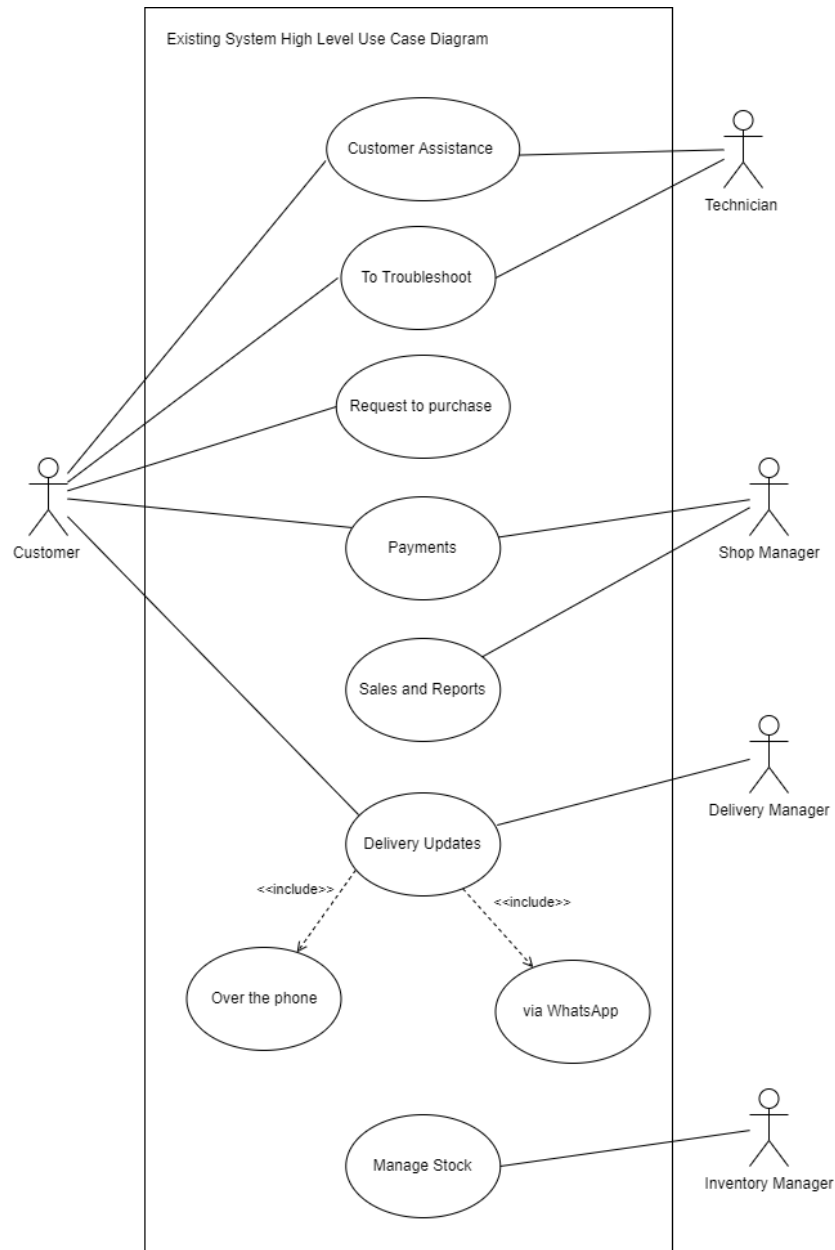 Existing System High Level Use Case Diagram
Customer Assistance
Technician
To Troubleshoot
Request to purchase
Customer
Payments
Shop Manager
Sales and Reports
Delivery Manager
Delivery Updates
<<include>>
<<include>>
Over the phone
via WhatsApp
Manage Stock
Inventory Manager